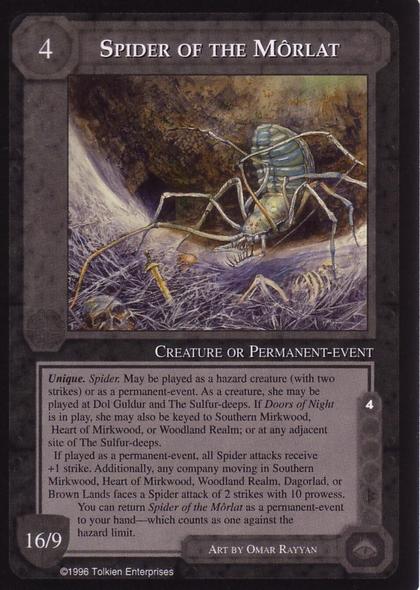 4
SPIDER OF THE MÔRLAT
CREATURE OR PERMANENT-EVENT
Unique. Spider. May be played as a hazard creature (with two
strikes) or as a permanent-event. As a creature, she may be
played at Dol Guldur and The Sulfur-deeps. If Doors of Night
is in play, she may also be keyed to Southern Mirkwood,
Heart of Mirkwood, or Woodland Realm; or at any adjacent
site of The Sulfur-deeps.
4
If played as a permanent-event, all Spider attacks receive
+1 strike. Additionally, any company moving in Southern
Mirkwood, Heart of Mirkwood, Woodland Realm, Dagorlad, or
Brown Lands faces a Spider attack of 2 strikes with 10 prowess.
You can return Spider of the Môrlat as a permanent-event
to your hand—which counts as one against the
hazard limit.
16/9
ART BY OMAR RAYYAN
©1996 Tolkien Enterprises